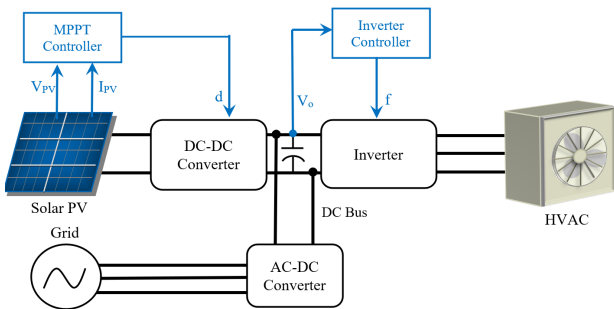 MPPT
Controller
Inverter
Controller
V_PV
I_PV
d
V_o
f
DC-DC
Converter
Inverter
Solar PV
DC Bus
HVAC
Grid
AC-DC
Converter